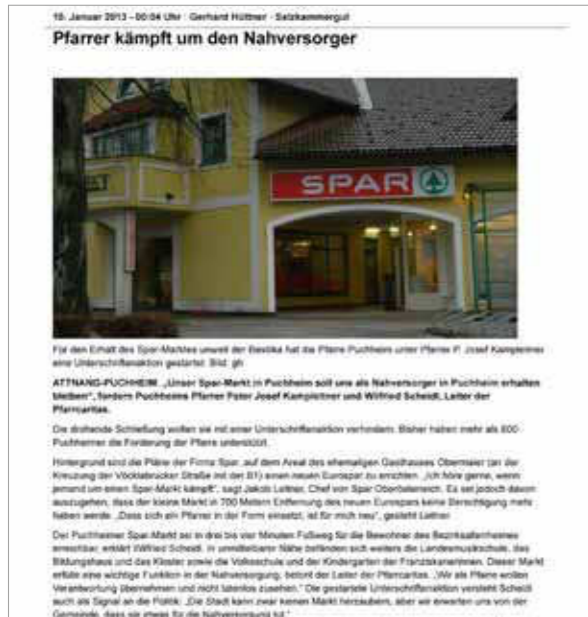 10. Januar 2013 - 00:04 Uhr · Gerhard Hüttner · Salzkammergut
Pfarrer kämpft um den Nahversorger
SPAR
Für den Erhalt des Spar-Marktes unweit der Basilika hat die Pfarre Puchheim unter Pfarrer P. Josef Kampleitner
eine Unterschriftenaktion gestartet. Bild: gh
ATTNANG-PUCHHEIM. „Unser Spar-Markt in Puchheim soll uns als Nahversorger in Puchheim erhalten
bleiben“, fordern Puchheims Pfarrer Pater Josef Kampleitner und Wilfried Scheidl, Leiter der
Pfarrcaritas.
Die drohende Schließung wollen sie mit einer Unterschriftenaktion verhindern. Bisher haben mehr als 800
Puchheimer die Forderung der Pfarre unterstützt.
Hintergrund sind die Pläne der Firma Spar, auf dem Areal des ehemaligen Gasthauses Obermaier (an der
Kreuzung der Vöcklabrucker Straße mit der B1) einen neuen Eurospar zu errichten. „Ich höre gerne, wenn
jemand um einen Spar-Markt kämpft“, sagt Jakob Leitner, Chef von Spar Oberösterreich. Es sei jedoch davon
auszugehen, dass der kleine Markt in 700 Metern Entfernung des neuen Eurospars keine Berechtigung mehr
haben werde. „Dass sich ein Pfarrer in der Form einsetzt, ist für mich neu“, gesteht Leitner.
Der Puchheimer Spar-Markt sei in drei bis vier Minuten Fußweg für die Bewohner des Bezirksaltenheimes
erreichbar, erklärt Wilfried Scheidl. In unmittelbarer Nähe befänden sich weiters die Landesmusikschule, das
Bildungshaus und das Kloster sowie die Volksschule und der Kindergarten der Franziskanerinnen. Dieser Markt
erfülle eine wichtige Funktion in der Nahversorgung, betont der Leiter der Pfarrcaritas. „Wir als Pfarre wollen
Verantwortung übernehmen und nicht tatenlos zusehen.“ Die gestartete Unterschriftenaktion versteht Scheidl
auch als Signal an die Politik: „Die Stadt kann zwar keinen Markt herzaubern, aber wir erwarten uns von der
Gemeinde, dass sie etwas für die Nahversorgung tut.“